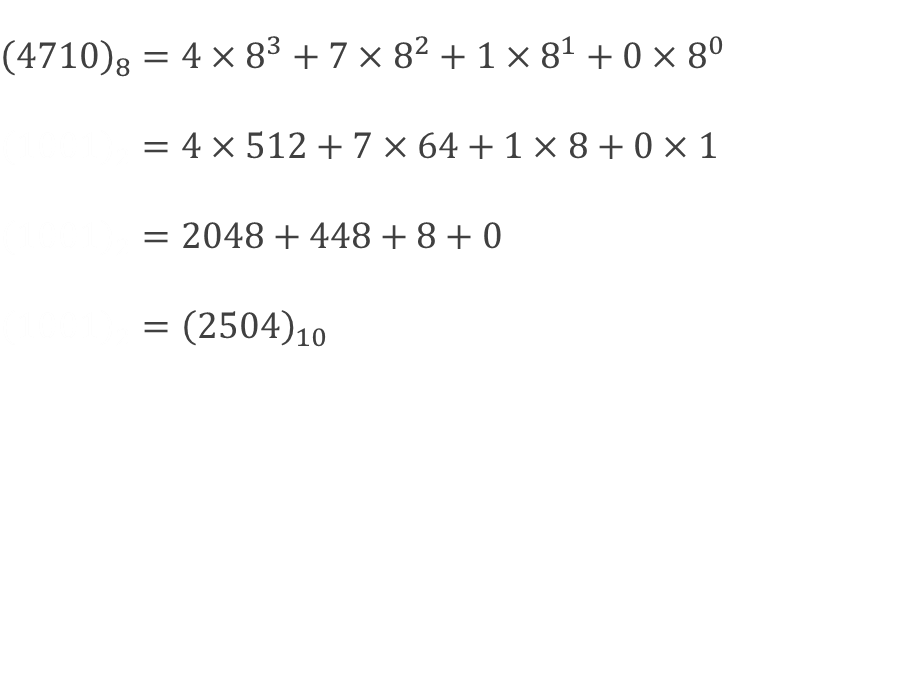 (4710)₈ = 4 × 8³ + 7 × 8² + 1 × 8¹ + 0 × 8⁰
= 4 × 512 + 7 × 64 + 1 × 8 + 0 × 1
= 2048 + 448 + 8 + 0
= (2504)₁₀